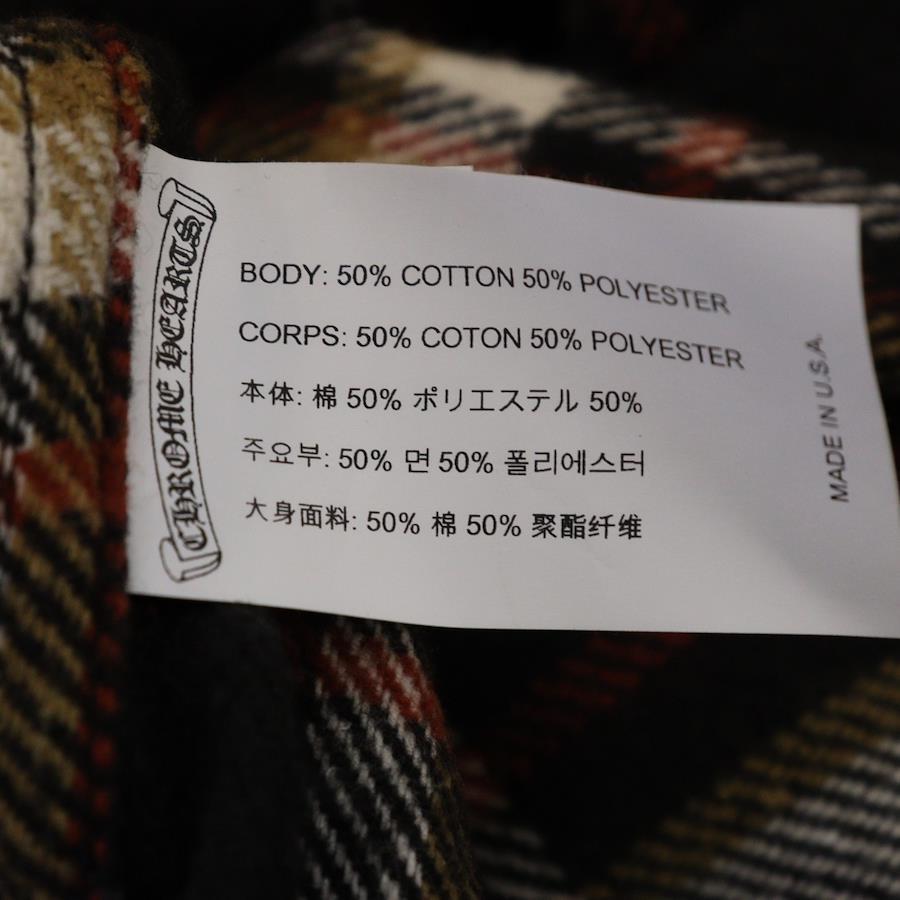 CHROME HEARTS
BODY: 50% COTTON 50% POLYESTER
CORPS: 50% COTON 50% POLYESTER
本体: 棉 50% ポリエステル 50%
주요부: 50% 면 50% 폴리에스터
大身面料: 50% 棉 50% 聚酯纤维
MADE IN U.S.A.